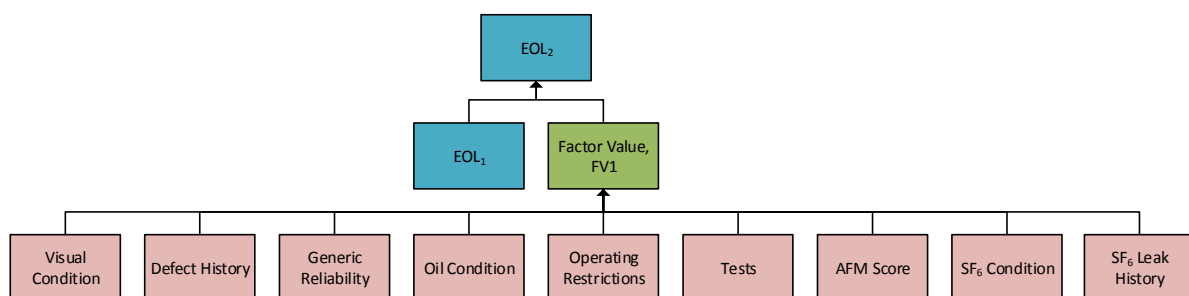 EOL₂
EOL₁
Factor Value,
FV1
Visual
Condition
Defect History
Generic
Reliability
Oil Condition
Operating
Restrictions
Tests
AFM Score
SF₆ Condition
SF₆ Leak
History